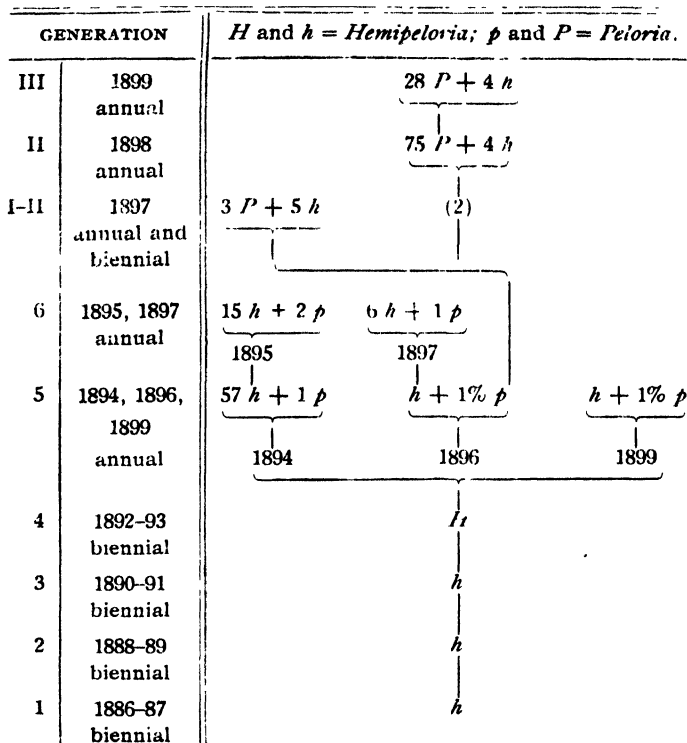 GENERATION H and h = Hemipeloria; p and P = Peloria.
III 1899 28 P + 4 h
annual
II 1898 75 P + 4 h
annual
I-II 1897 3 P + 5 h (2)
annual and
biennial
6 1895, 1897 15 h + 2 p 6 h + 1 p
annual
1895 1897
5 1894, 1896, 57 h + 1 p h + 1% p h + 1% p
1899
annual 1894 1896 1899
4 1892-93 h
biennial
3 1890-91 h
biennial
2 1888-89 h
biennial
1 1886-87 h
biennial